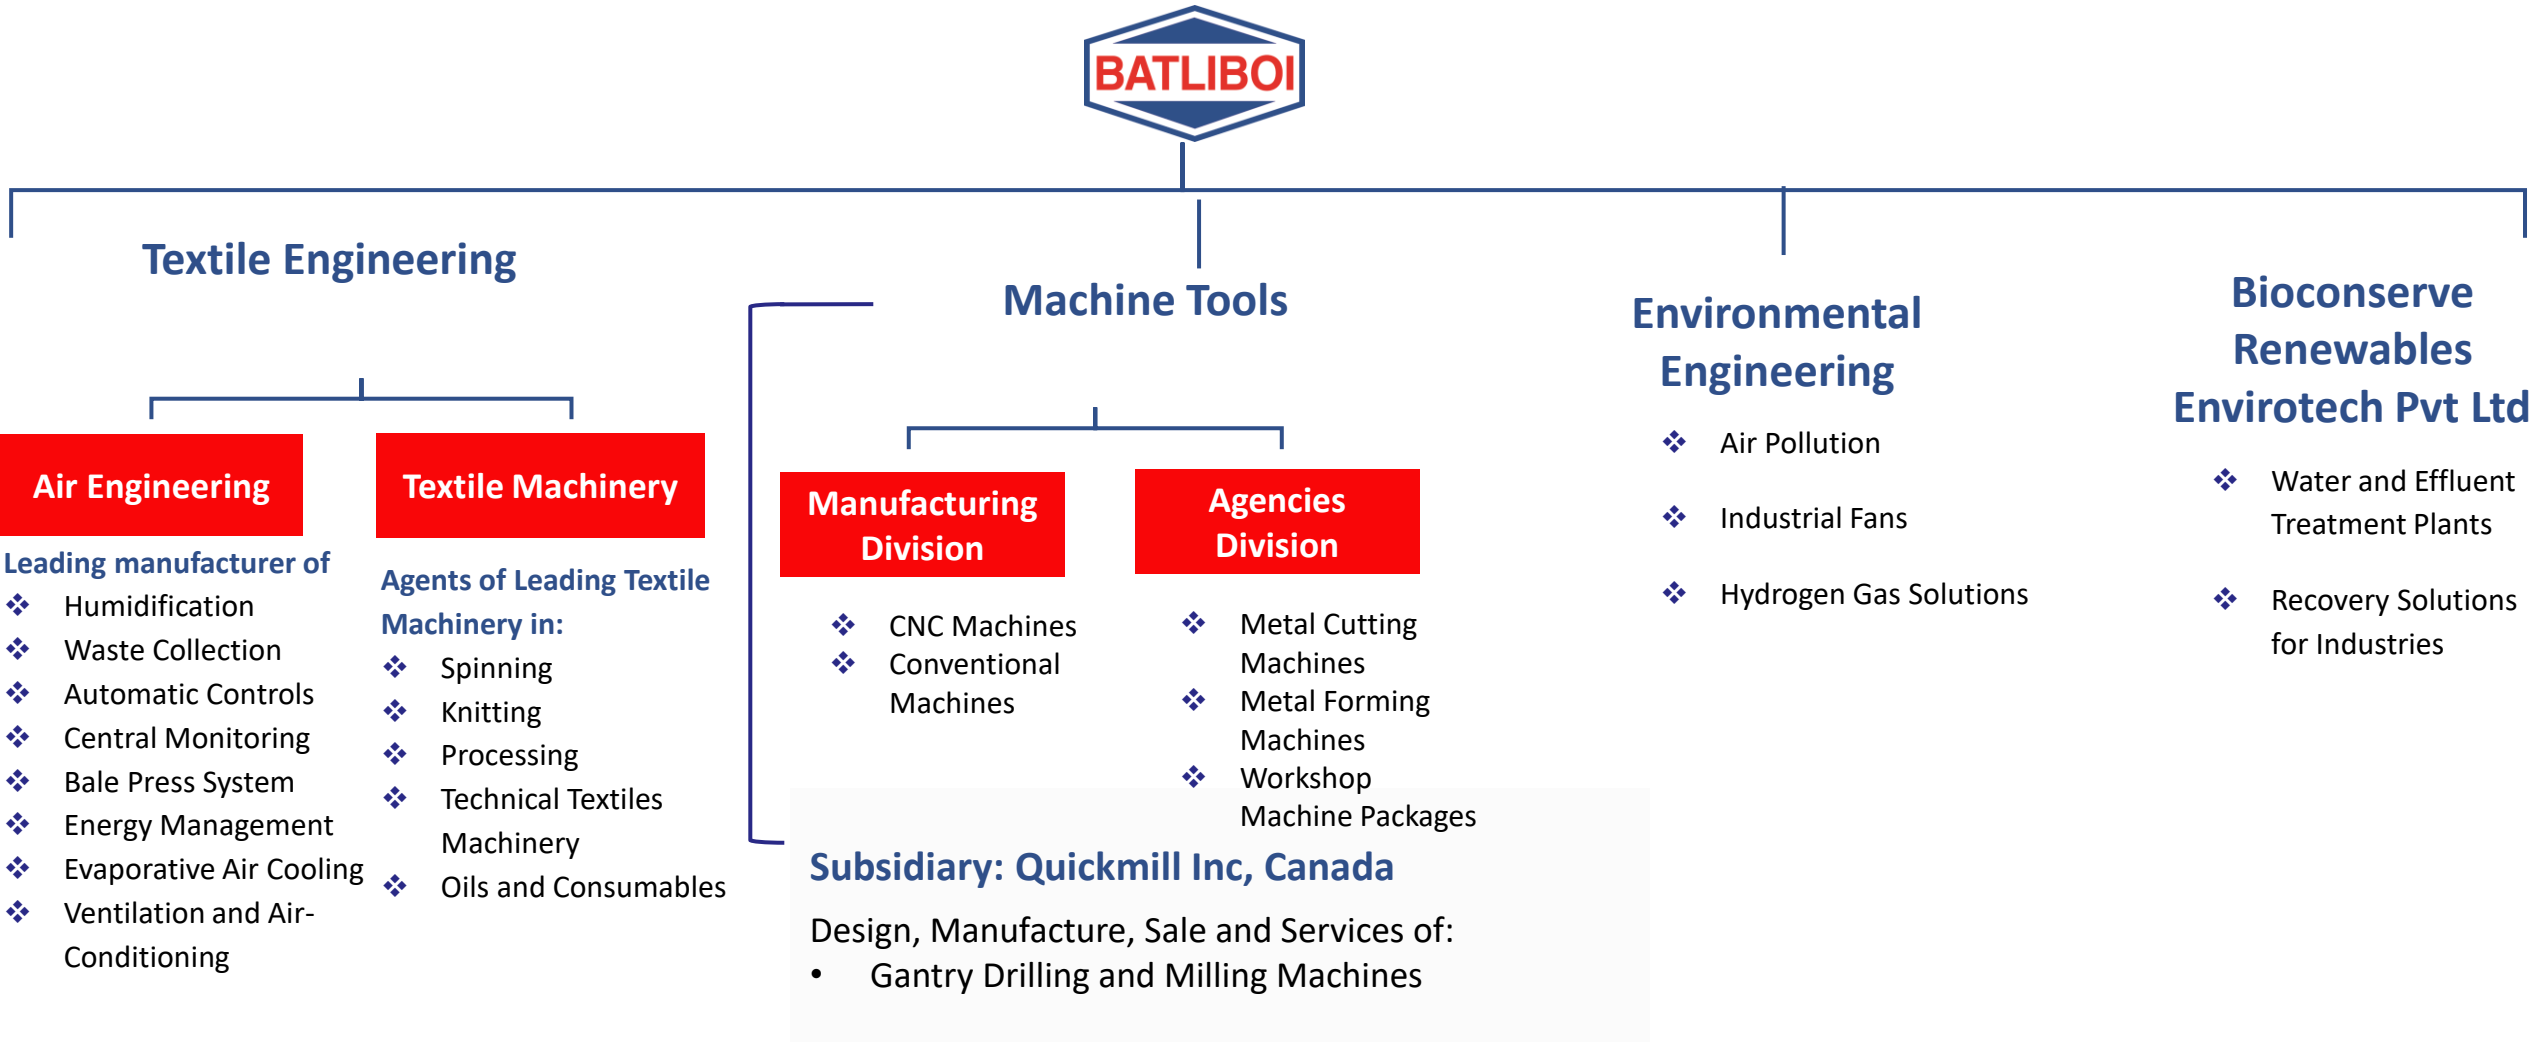 BATLIBOI
Textile Engineering
Air Engineering
Leading manufacturer of
Humidification
Waste Collection
Automatic Controls
Central Monitoring
Bale Press System
Energy Management
Evaporative Air Cooling
Ventilation and Air-
Conditioning
Textile Machinery
Agents of Leading Textile
Machinery in:
Spinning
Knitting
Processing
Technical Textiles
Machinery
Oils and Consumables
Machine Tools
Manufacturing
Division
CNC Machines
Conventional
Machines
Agencies
Division
Metal Cutting
Machines
Metal Forming
Machines
Workshop
Machine Packages
Subsidiary: Quickmill Inc, Canada
Design, Manufacture, Sale and Services of:
• Gantry Drilling and Milling Machines
Environmental
Engineering
Air Pollution
Industrial Fans
Hydrogen Gas Solutions
Bioconserve
Renewables
Envirotech Pvt Ltd
Water and Effluent
Treatment Plants
Recovery Solutions
for Industries